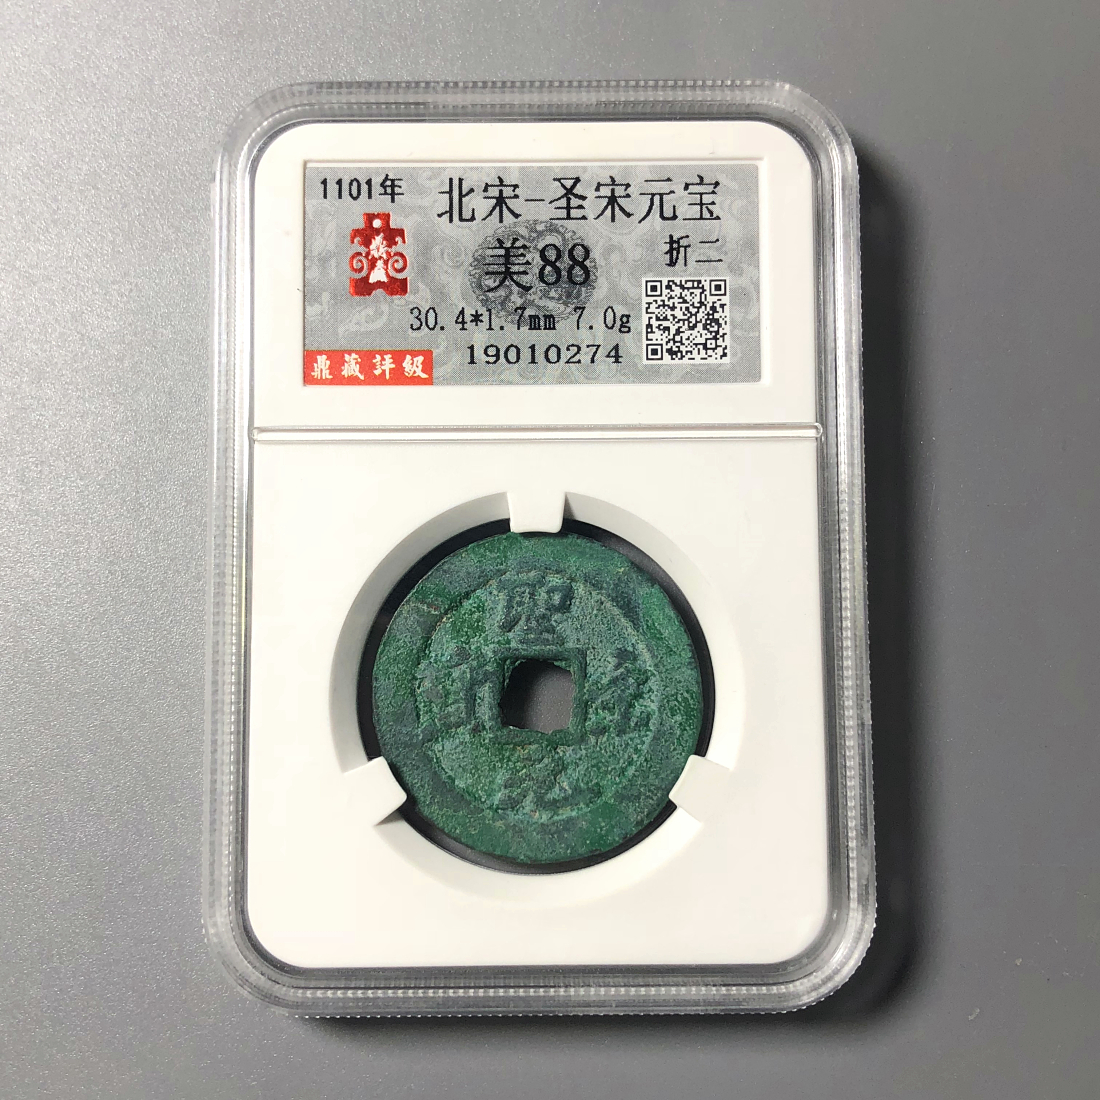 1101年
北宋-圣宋元宝
美88
折二
30.4*1.7mm 7.0g
19010274
鼎藏評級
聖
宋
元
寳